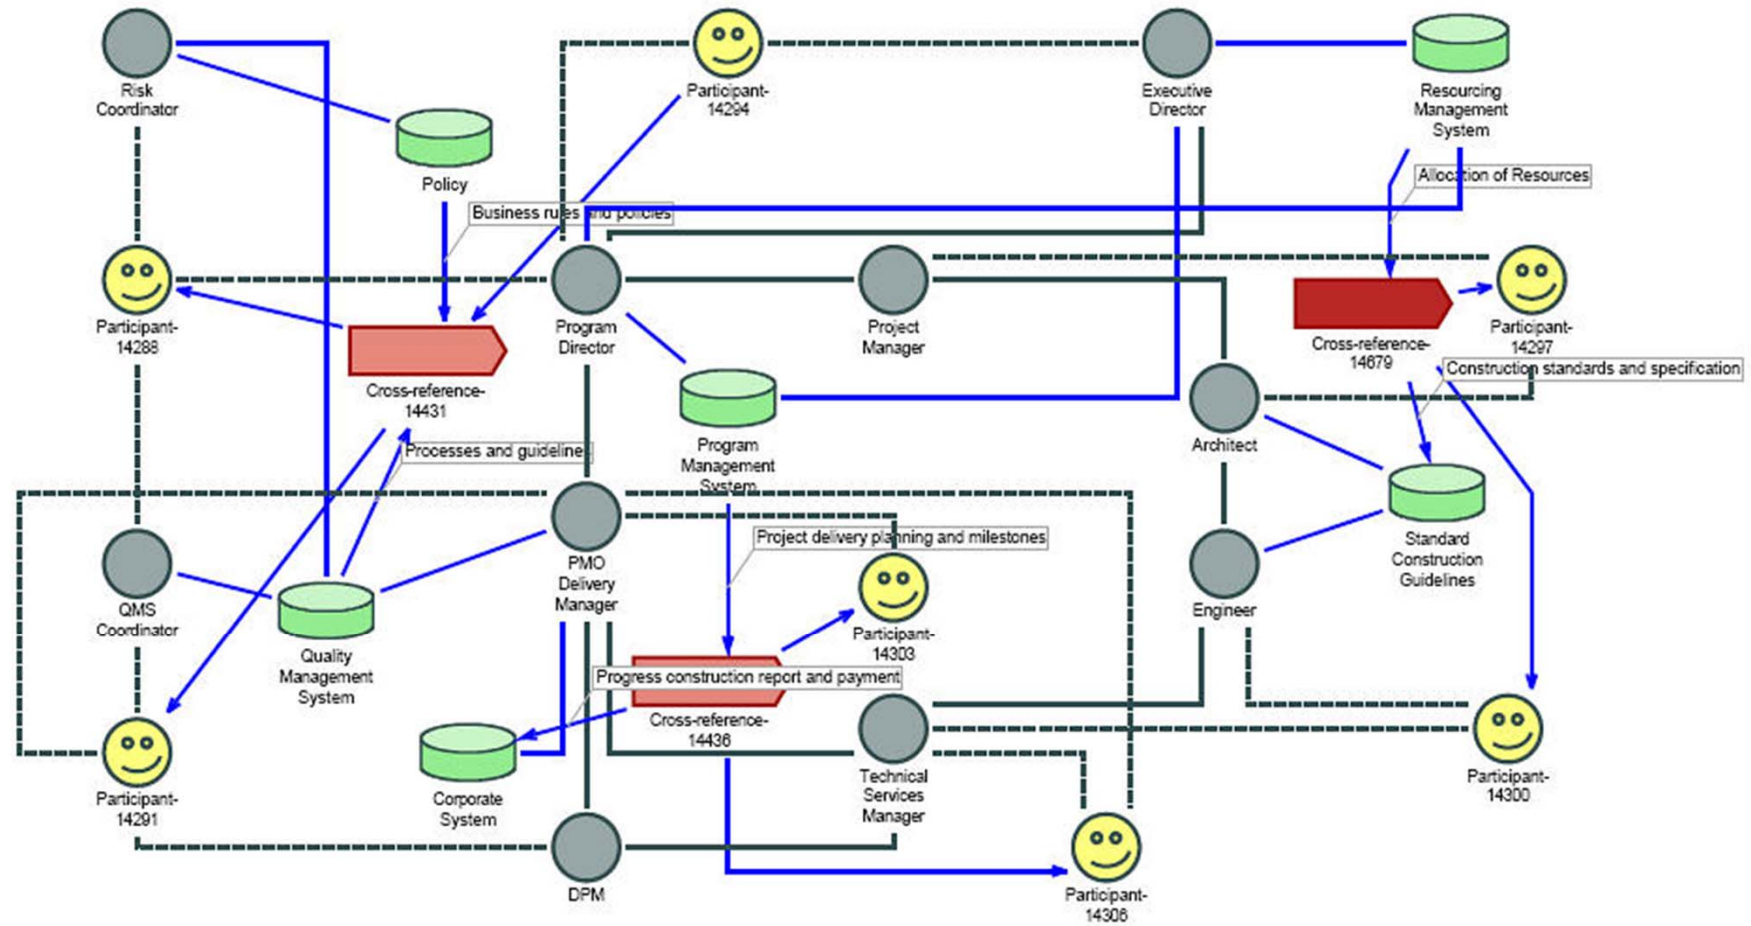 Risk
Coordinator
Participant-
14294
Executive
Director
Resourcing
Management
System
Policy
Allocation of Resources
Business rules and policies
Participant-
14288
Program
Director
Project
Manager
Cross-reference-
14679
Participant-
14297
Construction standards and specification
Cross-reference-
14431
Program
Management
System
Architect
Processes and guideline
PMO
Delivery
Manager
Project delivery planning and milestones
Standard
Construction
Guidelines
QMS
Coordinator
Engineer
Participant-
14303
Quality
Management
System
Progress construction report and payment
Cross-reference-
14436
Participant-
14291
Corporate
System
Technical
Services
Manager
Participant-
14300
DPM
Participant-
14306